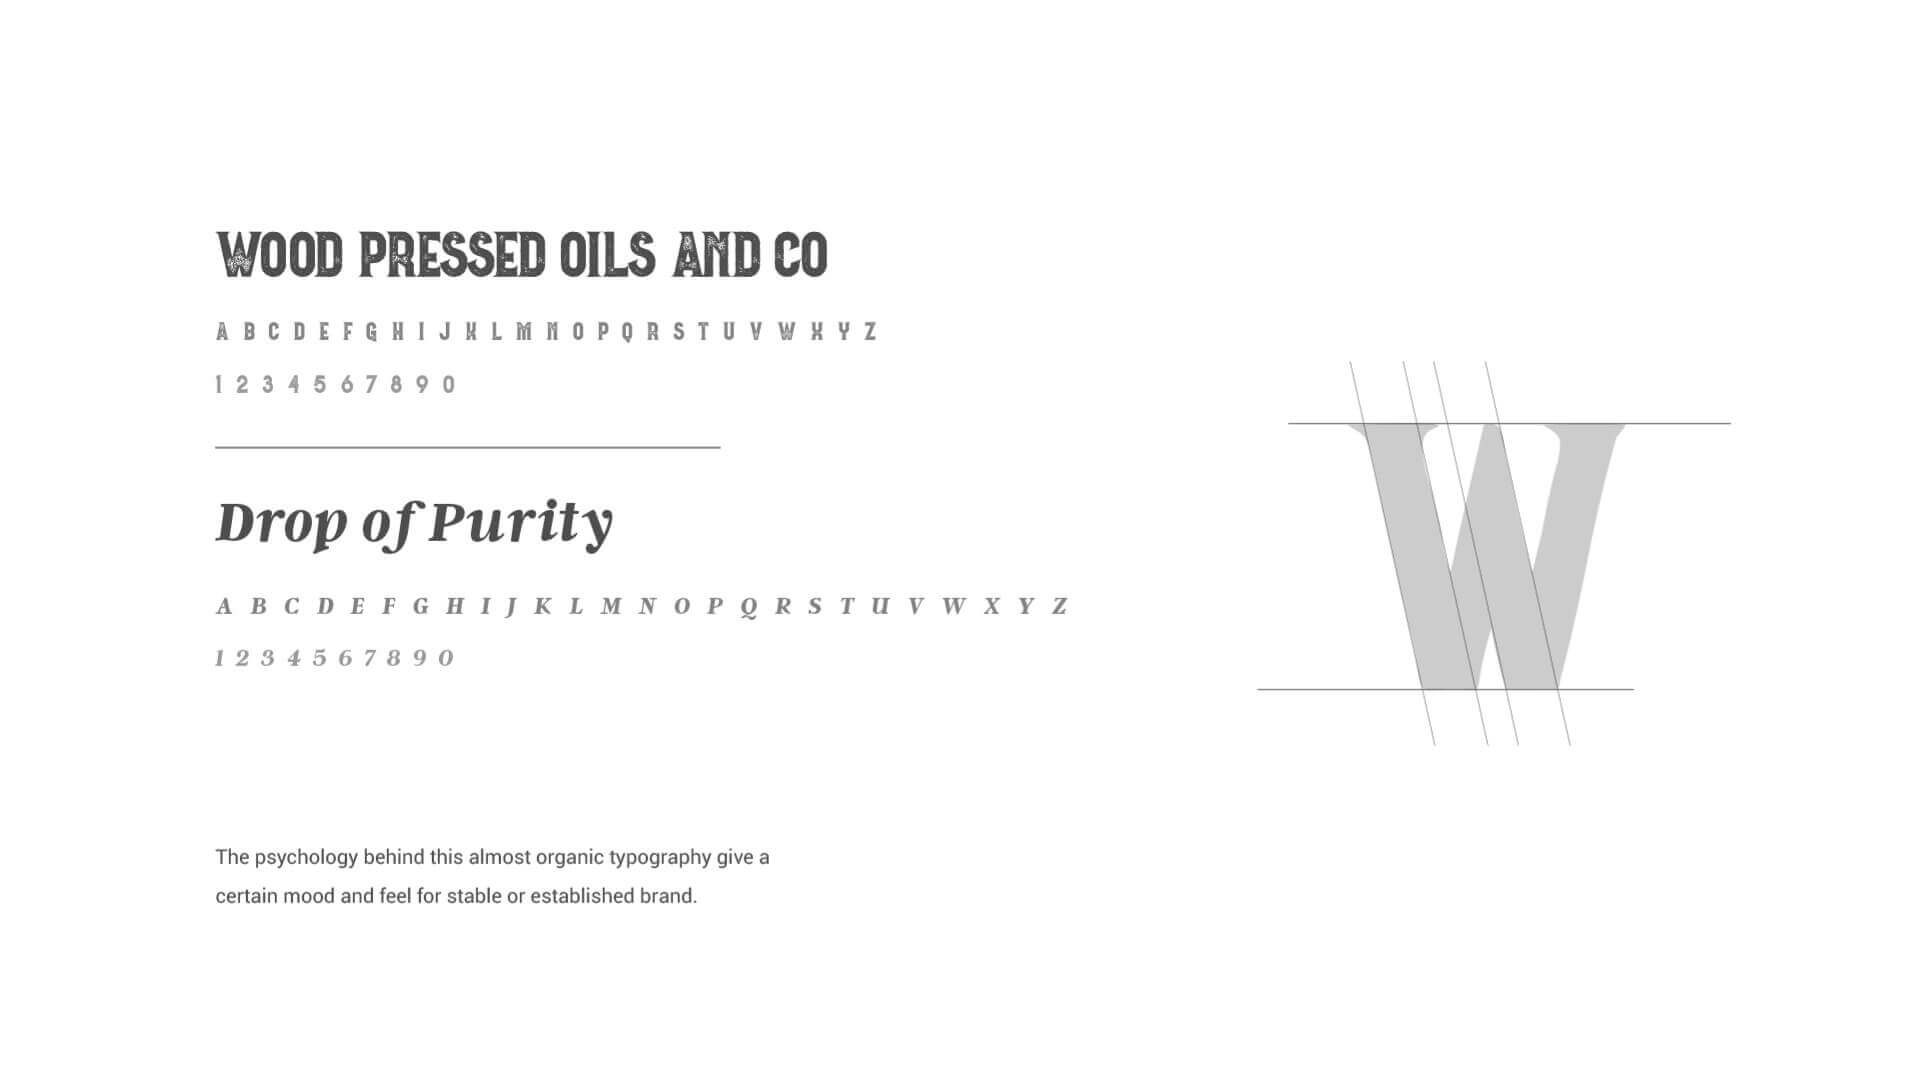 WOOD PRESSED OILS AND CO
A B C D E F G H I J K L M N O P Q R S T U V W X Y Z
1 2 3 4 5 6 7 8 9 0
Drop of Purity
A B C D E F G H I J K L M N O P Q R S T U V W X Y Z
1 2 3 4 5 6 7 8 9 0
W
The psychology behind this almost organic typography give a
certain mood and feel for stable or established brand.